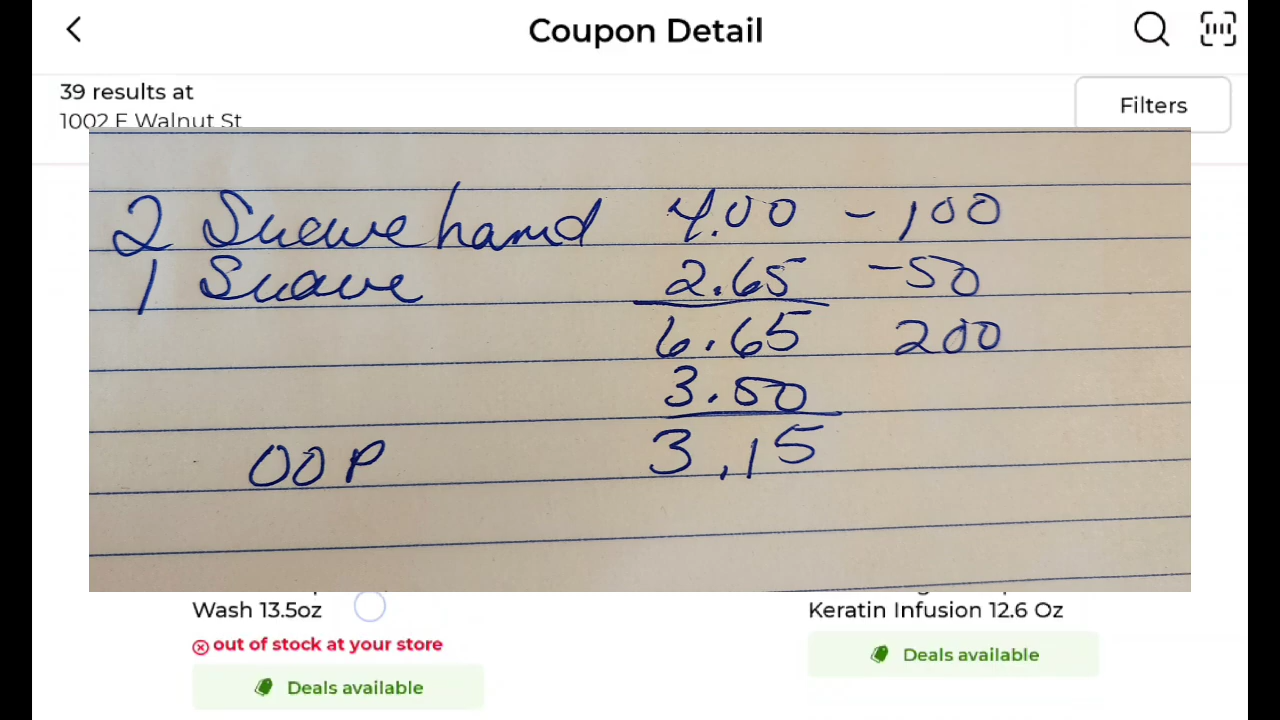 Coupon Detail
39 results at
1002 E Walnut St
Filters
2 Suave hand 4.00 - 100
1 Suave 2.65 - 50
6.65 200
3.50
OOP 3.15
Wash 13.5oz
out of stock at your store
Deals available
Keratin Infusion 12.6 Oz
Deals available